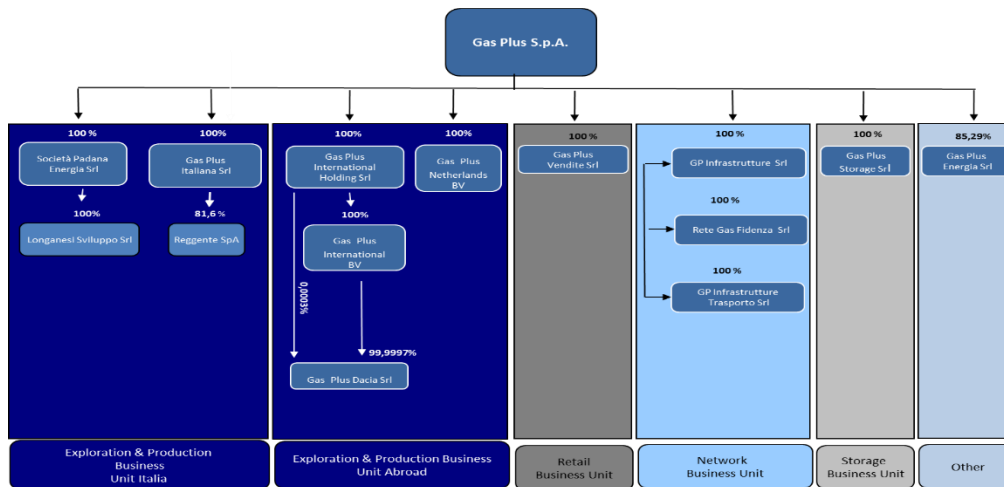 Gas Plus S.p.A.
100 %
100%
100%
100%
100 %
100 %
100 %
85,29%
Società Padana
Energia Srl
Gas Plus
Italiana Srl
Gas Plus
International
Holding Srl
Gas Plus
Netherlands
BV
Gas Plus
Vendite Srl
GP Infrastrutture Srl
Gas Plus
Storage Srl
Gas Plus
Energia Srl
100%
81,6 %
100%
100 %
Longanesi Sviluppo Srl
Reggente SpA
Gas Plus
International
BV
Rete Gas Fidenza Srl
0,0003%
100 %
GP Infrastrutture
Trasporto Srl
99,9997%
Gas Plus Dacia Srl
Exploration & Production
Business
Unit Italia
Exploration & Production Business
Unit Abroad
Retail
Business Unit
Network
Business Unit
Storage
Business Unit
Other